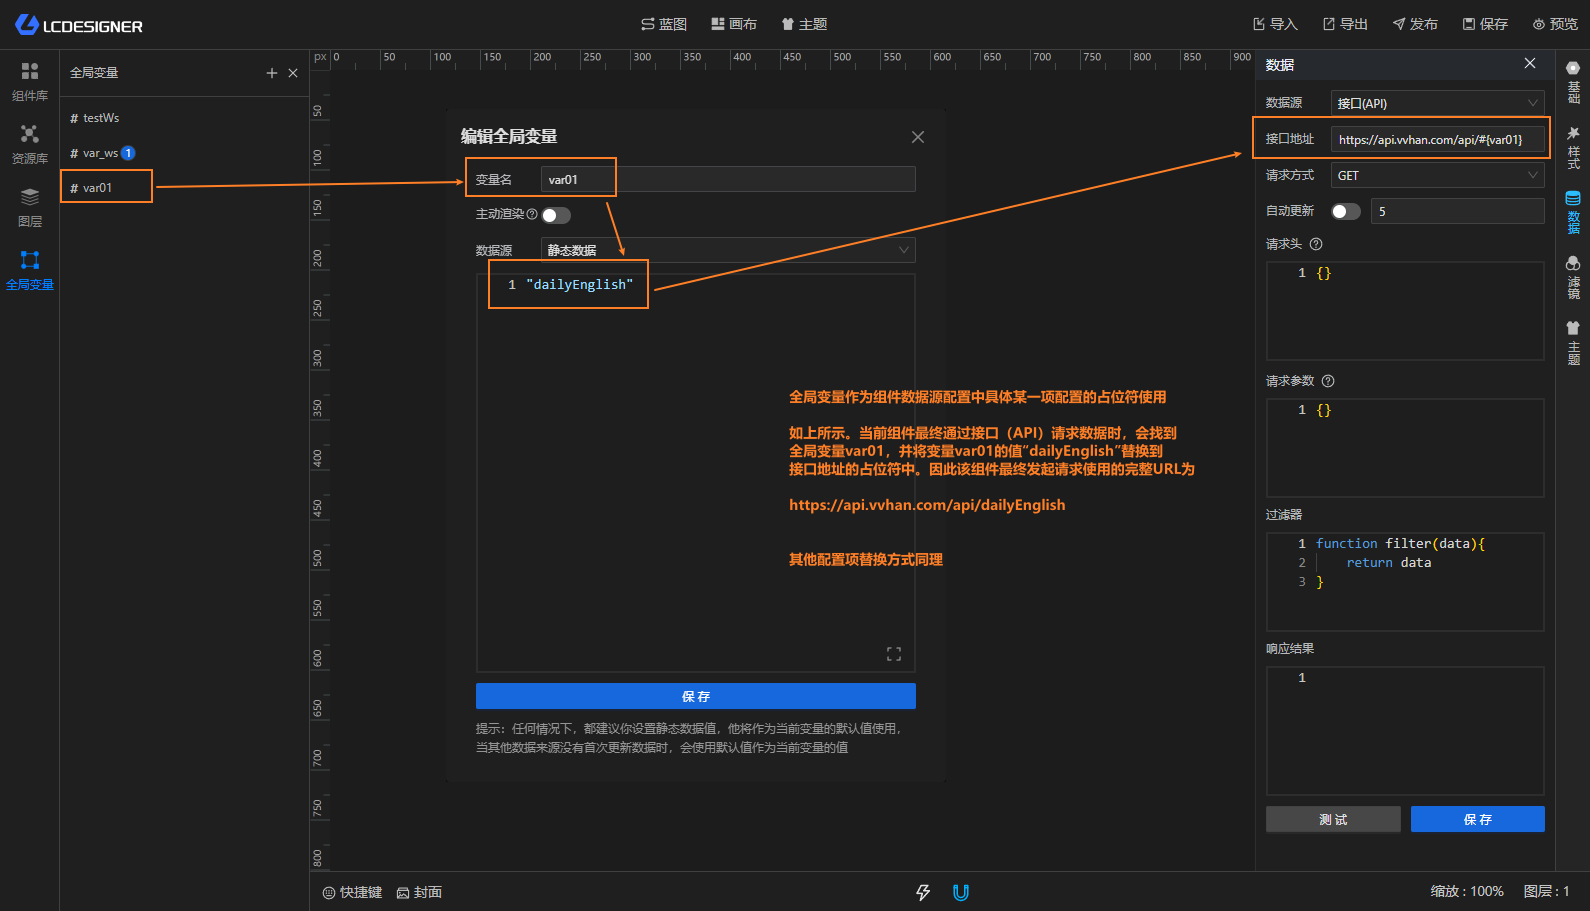 LCDESIGNER
蓝图 画布 主题
导入 导出 发布 保存 预览
组件库
资源库
图层
全局变量
全局变量
# testWs
# var_ws 1
# var01
px 0 50 100 150 200 250 300 350 400 450 500 550 600 650 700 750 800 850 900
50
100
150
200
250
300
350
400
450
500
550
600
650
700
750
800
编辑全局变量
变量名 var01
主动渲染
数据源 静态数据
1 "dailyEnglish"
保存
提示：任何情况下，都建议你设置静态数据值，他将作为当前变量的默认值使用，
当其他数据来源没有首次更新数据时，会使用默认值作为当前变量的值
全局变量作为组件数据源配置中具体某一项配置的占位符使用
如上所示。当前组件最终通过接口（API）请求数据时，会找到
全局变量var01，并将变量var01的值“dailyEnglish”替换到
接口地址的占位符中。因此该组件最终发起请求使用的完整URL为
https://api.vvhan.com/api/dailyEnglish
其他配置项替换方式同理
数据
数据源 接口(API)
接口地址 https://api.vvhan.com/api/#{var01}
请求方式 GET
自动更新 5
请求头
1 {}
请求参数
1 {}
过滤器
1 function filter(data){
2 return data
3 }
响应结果
1
测试 保存
基础
样式
数据
滤镜
主题
快捷键 封面
缩放 : 100% 图层 : 1